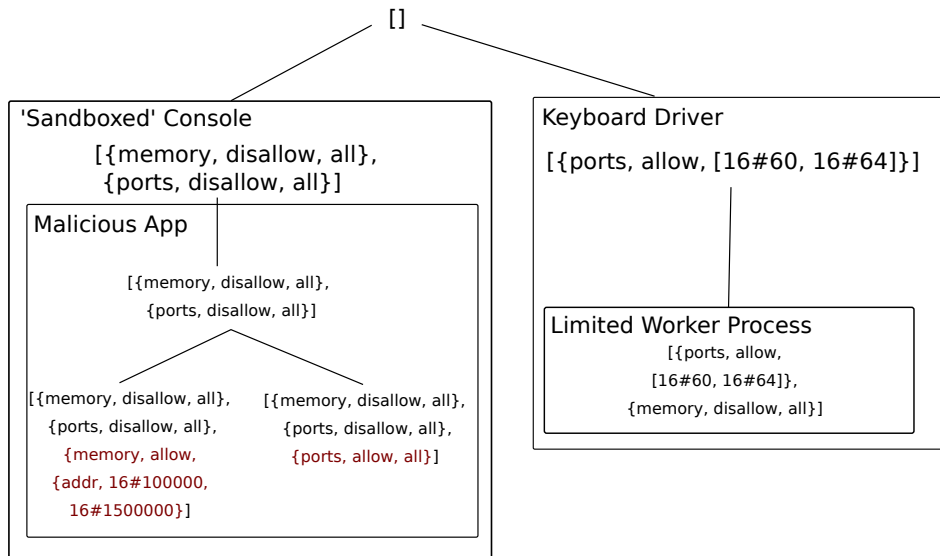 []
'Sandboxed' Console
[{memory, disallow, all},
{ports, disallow, all}]
Malicious App
[{memory, disallow, all},
{ports, disallow, all}]
[{memory, disallow, all},
{ports, disallow, all},
{memory, allow,
{addr, 16#100000,
16#1500000}]
[{memory, disallow, all},
{ports, disallow, all},
{ports, allow, all}]
Keyboard Driver
[{ports, allow, [16#60, 16#64]}]
Limited Worker Process
[{ports, allow,
[16#60, 16#64]},
{memory, disallow, all}]